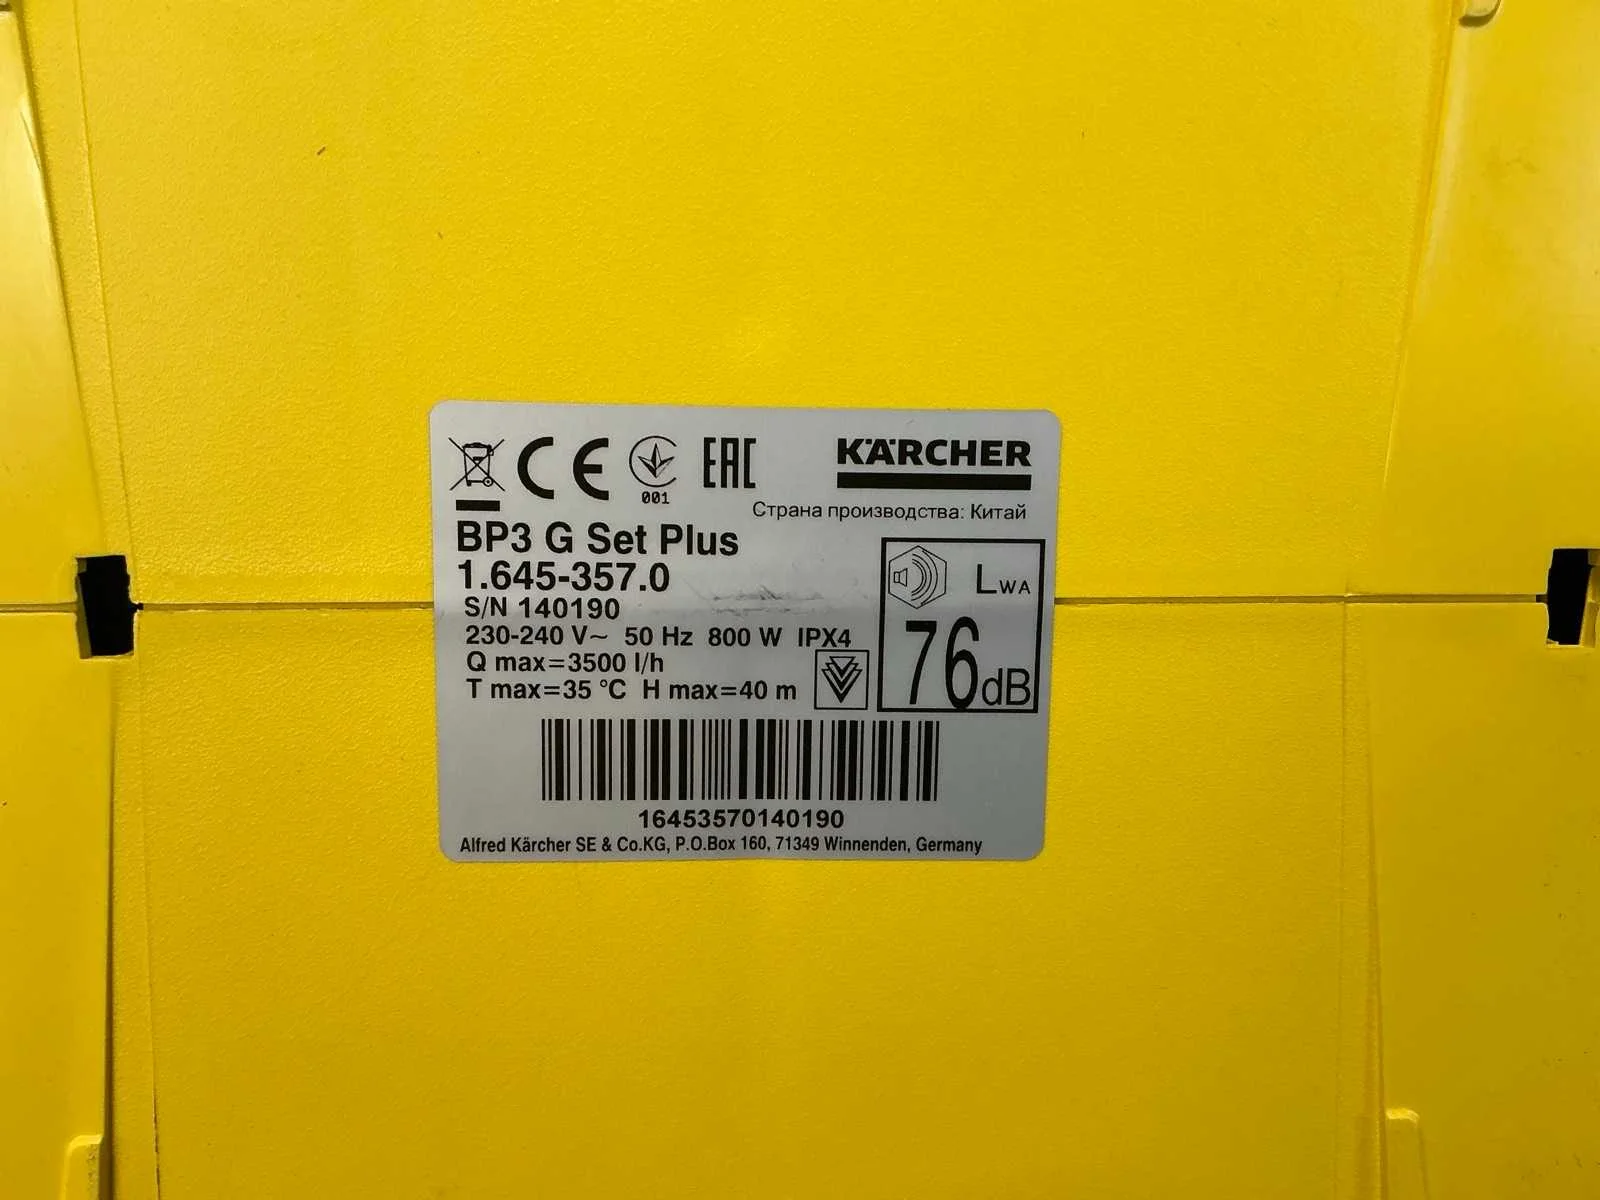 CE 001 EAC
KÄRCHER
Страна производства: Китай
BP3 G Set Plus
1.645-357.0
S/N 140190
230-240 V~ 50 Hz 800 W IPX4
Q max=3500 l/h
T max=35 °C H max=40 m
LWA
76dB
16453570140190
Alfred Kärcher SE & Co.KG, P.O.Box 160, 71349 Winnenden, Germany